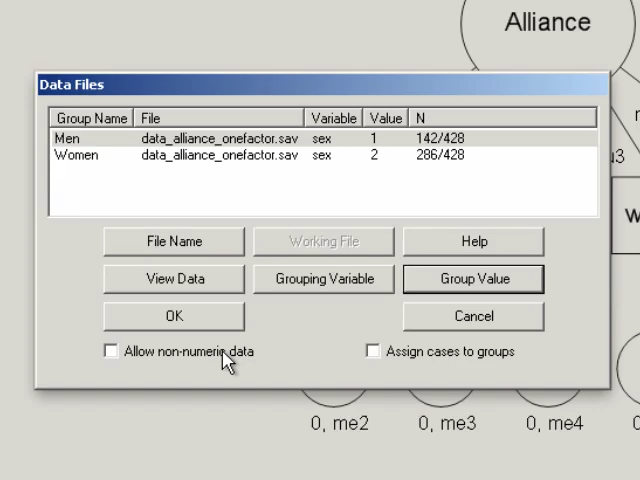 Alliance
Data Files
Group Name File Variable Value N
Men data_alliance_onefactor.sav sex 1 142/428
Women data_alliance_onefactor.sav sex 2 286/428
File Name Working File Help
View Data Grouping Variable Group Value
OK Cancel
Allow non-numeric data Assign cases to groups
0, me2 0, me3 0, me4